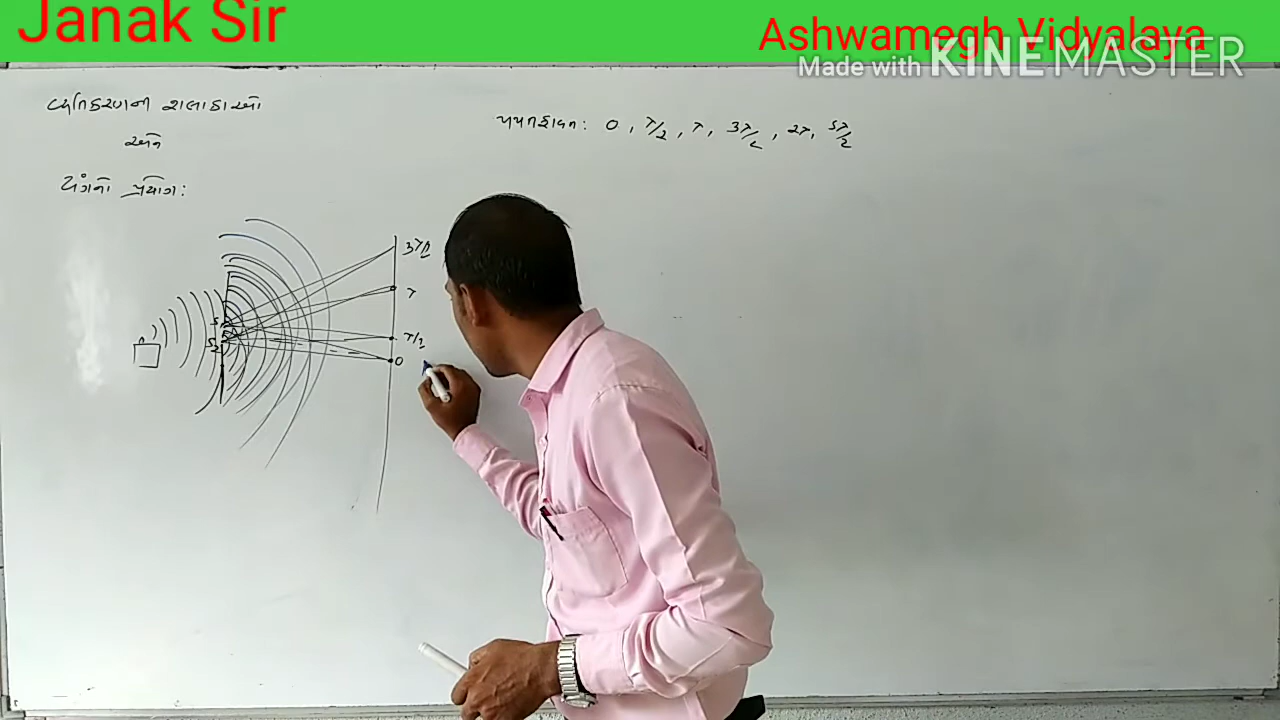 Janak Sir
Ashwamegh Vidyalaya
Made with KINEMASTER
વ્યતિકરણની શલાકાઓ
અને
યંગનો પ્રયોગ:
પથતફાવત: 0, λ/2, λ, 3λ/2, 2λ, 5λ/2
3λ/2
λ
S₁
λ/2
S₂
0